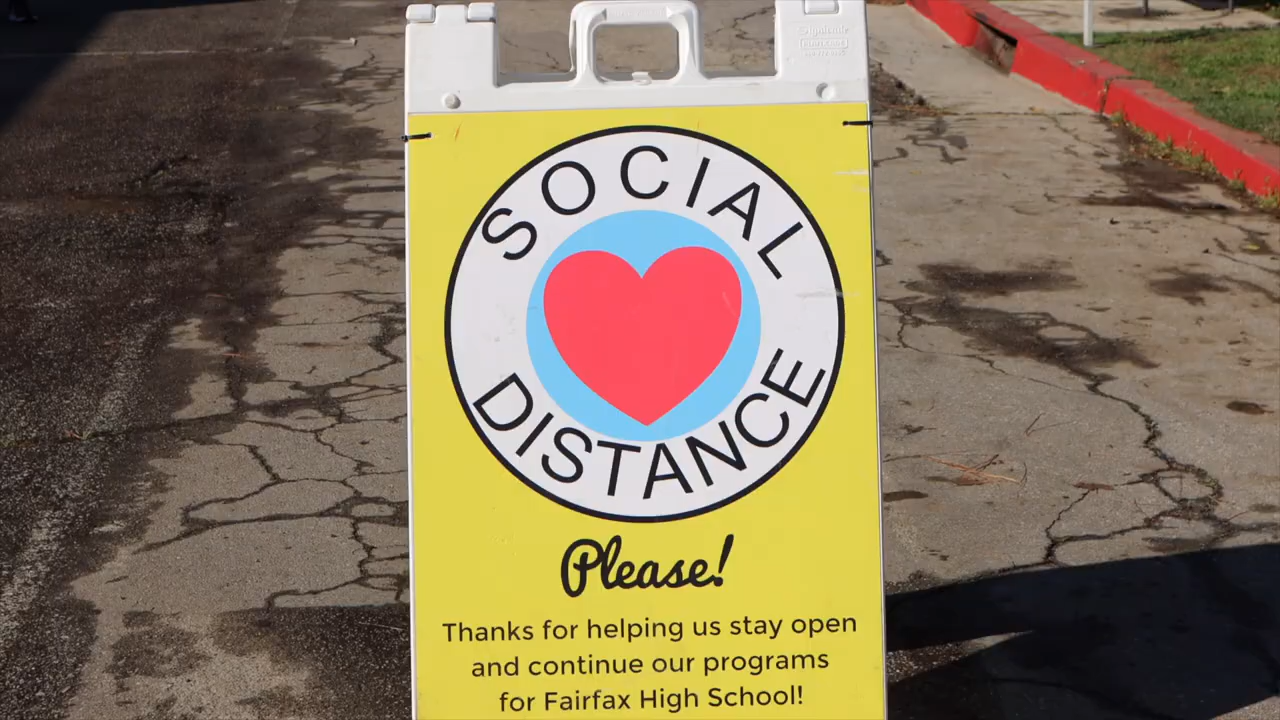 SOCIAL
DISTANCE
Please!
Thanks for helping us stay open
and continue our programs
for Fairfax High School!